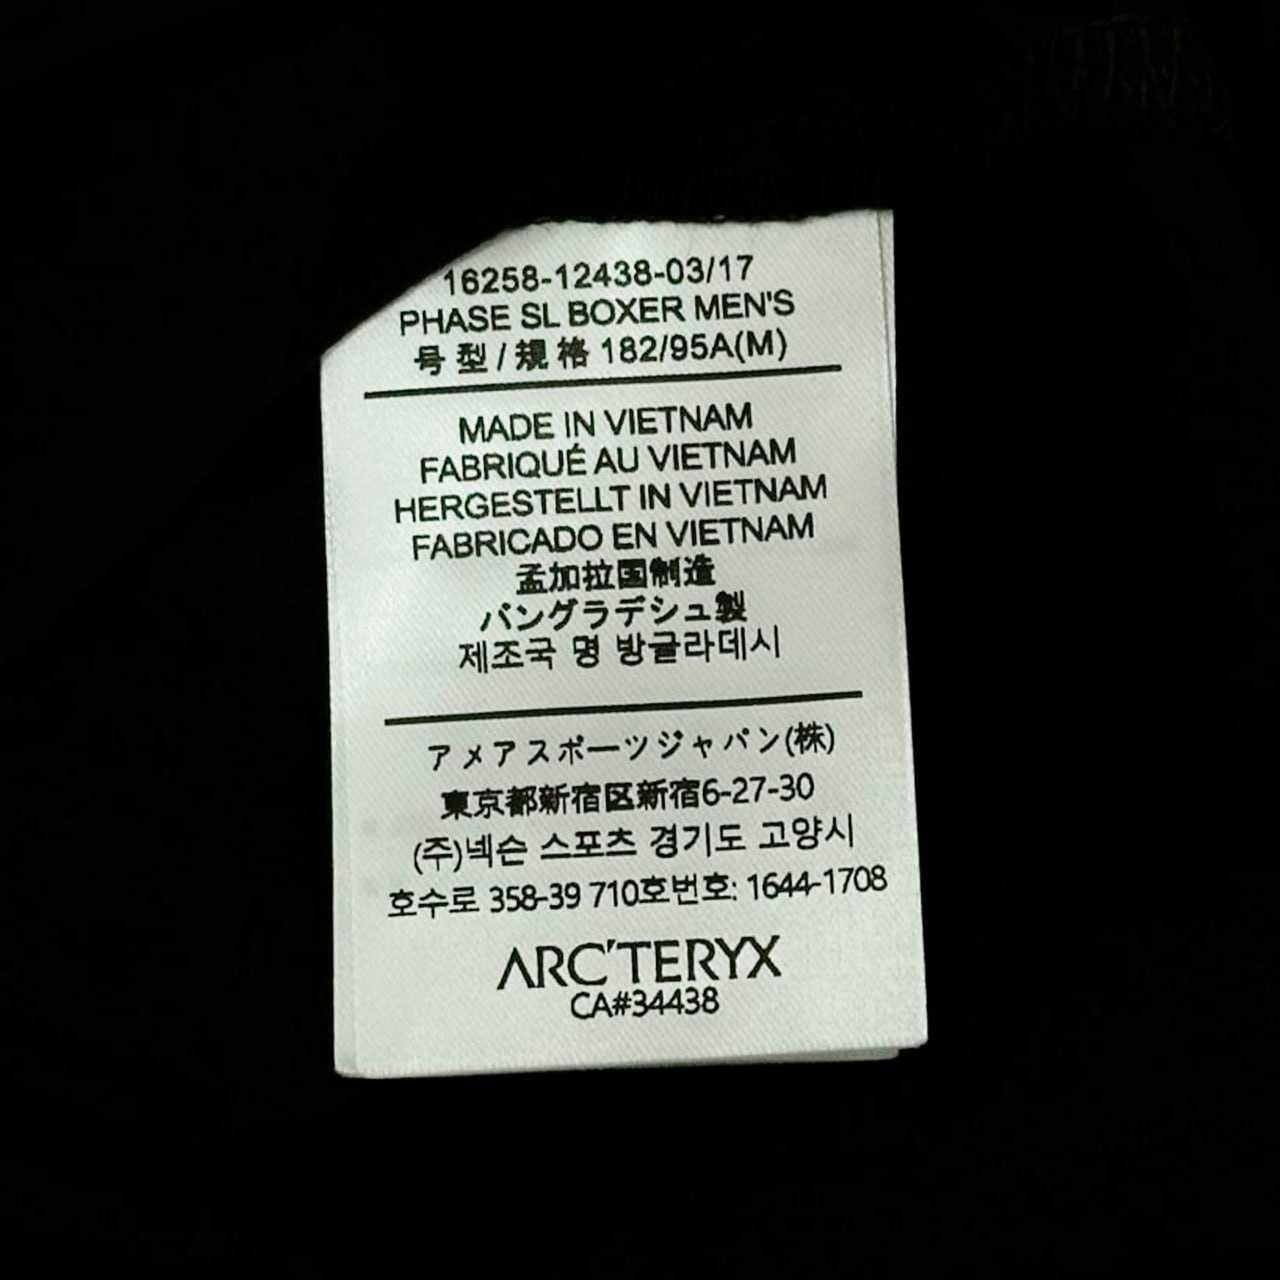 16258-12438-03/17
PHASE SL BOXER MEN'S
号型/規格 182/95A(M)
MADE IN VIETNAM
FABRIQUÉ AU VIETNAM
HERGESTELLT IN VIETNAM
FABRICADO EN VIETNAM
孟加拉国制造
バングラデシュ製
제조국 명 방글라데시
アメアスポーツジャパン(株)
東京都新宿区新宿6-27-30
(주)넥슨 스포츠 경기도 고양시
호수로 358-39 710호번호: 1644-1708
ARC'TERYX
CA#34438